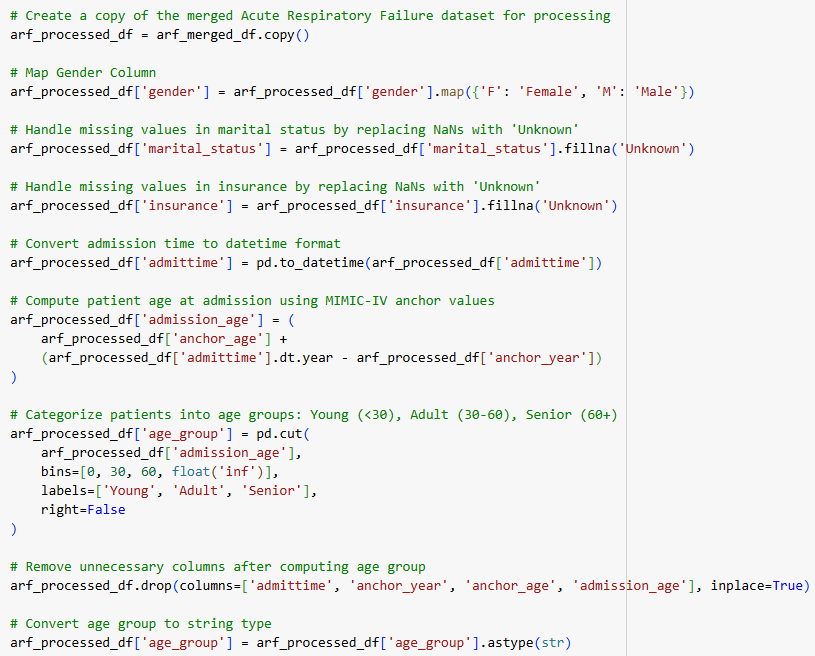 # Create a copy of the merged Acute Respiratory Failure dataset for processing
arf_processed_df = arf_merged_df.copy()
# Map Gender Column
arf_processed_df['gender'] = arf_processed_df['gender'].map({'F': 'Female', 'M': 'Male'})
# Handle missing values in marital status by replacing NaNs with 'Unknown'
arf_processed_df['marital_status'] = arf_processed_df['marital_status'].fillna('Unknown')
# Handle missing values in insurance by replacing NaNs with 'Unknown'
arf_processed_df['insurance'] = arf_processed_df['insurance'].fillna('Unknown')
# Convert admission time to datetime format
arf_processed_df['admittime'] = pd.to_datetime(arf_processed_df['admittime'])
# Compute patient age at admission using MIMIC-IV anchor values
arf_processed_df['admission_age'] = (
    arf_processed_df['anchor_age'] +
    (arf_processed_df['admittime'].dt.year - arf_processed_df['anchor_year'])
)
# Categorize patients into age groups: Young (<30), Adult (30-60), Senior (60+)
arf_processed_df['age_group'] = pd.cut(
    arf_processed_df['admission_age'],
    bins=[0, 30, 60, float('inf')],
    labels=['Young', 'Adult', 'Senior'],
    right=False
)
# Remove unnecessary columns after computing age group
arf_processed_df.drop(columns=['admittime', 'anchor_year', 'anchor_age', 'admission_age'], inplace=True)
# Convert age group to string type
arf_processed_df['age_group'] = arf_processed_df['age_group'].astype(str)